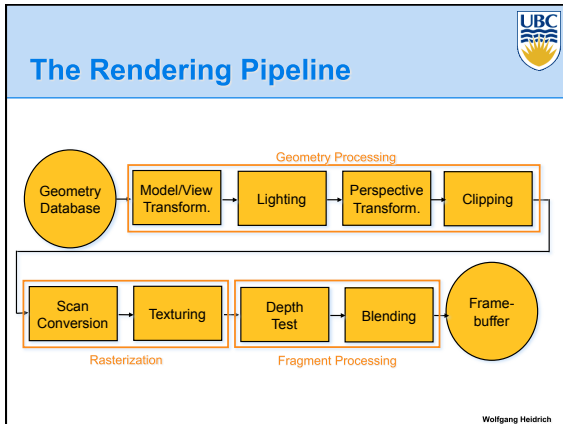 UBC
The Rendering Pipeline
Geometry Processing
Geometry
Database
Model/View
Transform.
Lighting
Perspective
Transform.
Clipping
Scan
Conversion
Texturing
Depth
Test
Blending
Frame-
buffer
Rasterization
Fragment Processing
Wolfgang Heidrich